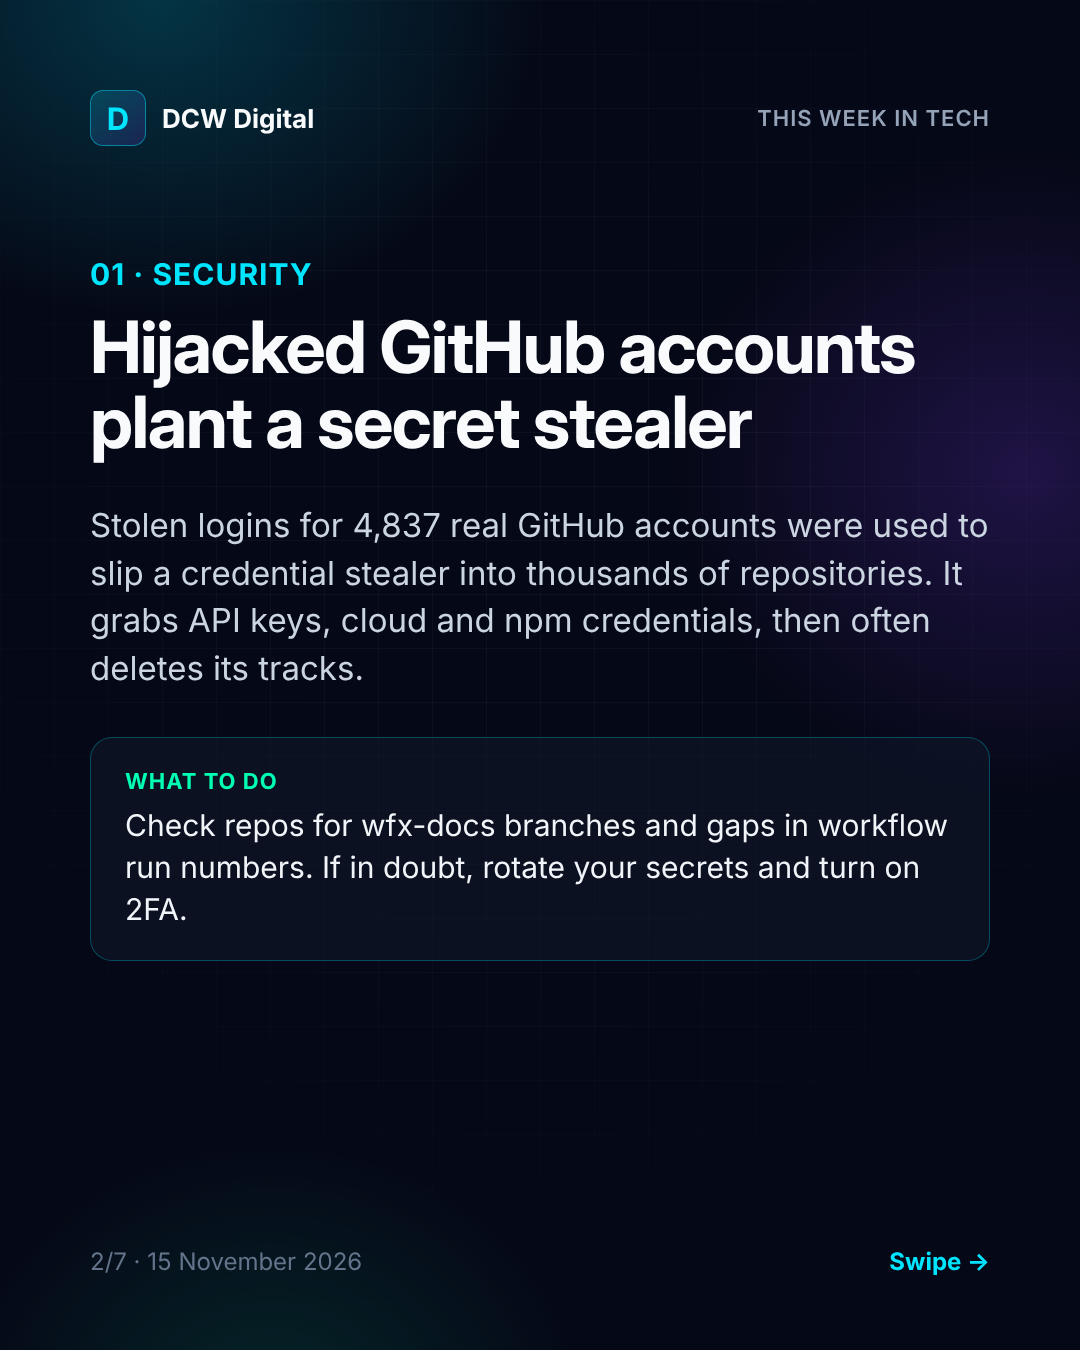 D
DCW Digital
THIS WEEK IN TECH
01 · SECURITY
Hijacked GitHub accounts
plant a secret stealer
Stolen logins for 4,837 real GitHub accounts were used to
slip a credential stealer into thousands of repositories. It
grabs API keys, cloud and npm credentials, then often
deletes its tracks.
WHAT TO DO
Check repos for wfx-docs branches and gaps in workflow
run numbers. If in doubt, rotate your secrets and turn on
2FA.
2/7 · 15 November 2026
Swipe →